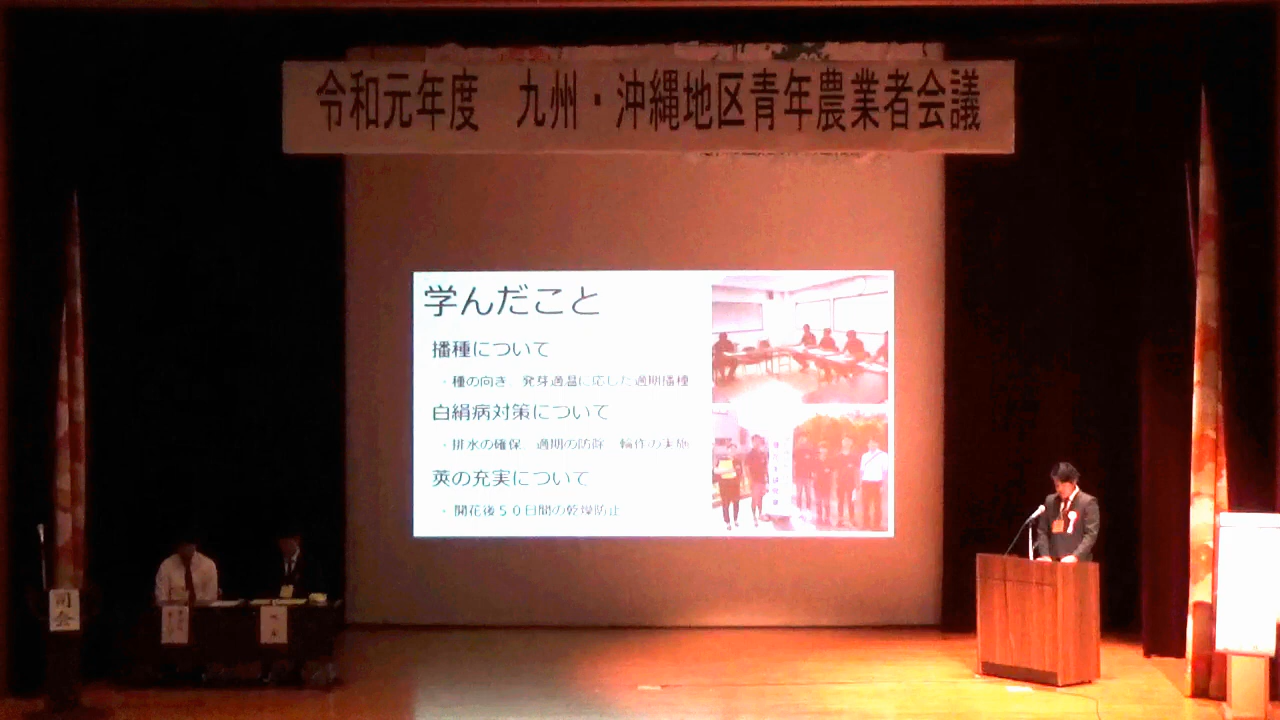 令和元年度　九州・沖縄地区青年農業者会議
学んだこと
播種について
・種の向き　発芽適温に応じた適期播種
白絹病対策について
・排水の確保　適期の防除　輪作の実施
莢の充実について
・開花後５０日間の乾燥防止
司会